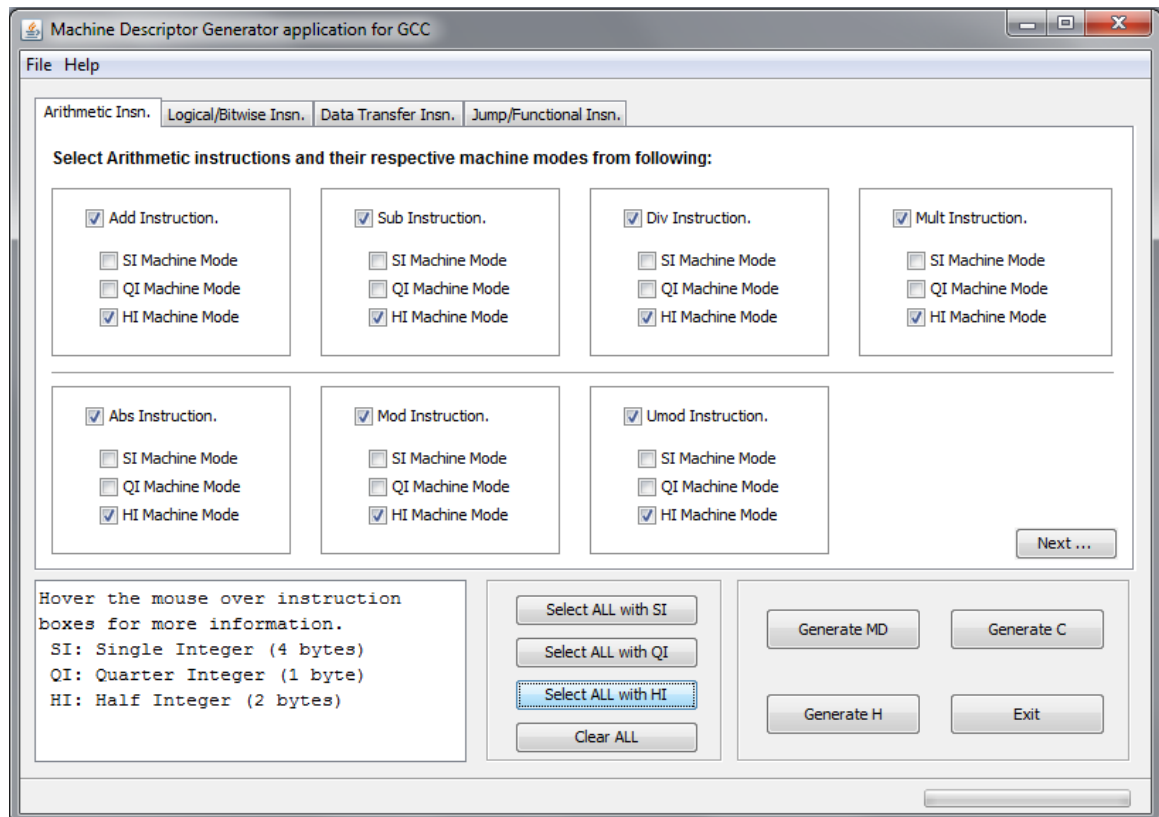 Machine Descriptor Generator application for GCC
File Help
Arithmetic Insn. Logical/Bitwise Insn. Data Transfer Insn. Jump/Functional Insn.
Select Arithmetic instructions and their respective machine modes from following:
Add Instruction.
SI Machine Mode
QI Machine Mode
HI Machine Mode
Sub Instruction.
SI Machine Mode
QI Machine Mode
HI Machine Mode
Div Instruction.
SI Machine Mode
QI Machine Mode
HI Machine Mode
Mult Instruction.
SI Machine Mode
QI Machine Mode
HI Machine Mode
Abs Instruction.
SI Machine Mode
QI Machine Mode
HI Machine Mode
Mod Instruction.
SI Machine Mode
QI Machine Mode
HI Machine Mode
Umod Instruction.
SI Machine Mode
QI Machine Mode
HI Machine Mode
Next ...
Hover the mouse over instruction
boxes for more information.
SI: Single Integer (4 bytes)
QI: Quarter Integer (1 byte)
HI: Half Integer (2 bytes)
Select ALL with SI
Select ALL with QI
Select ALL with HI
Clear ALL
Generate MD
Generate C
Generate H
Exit